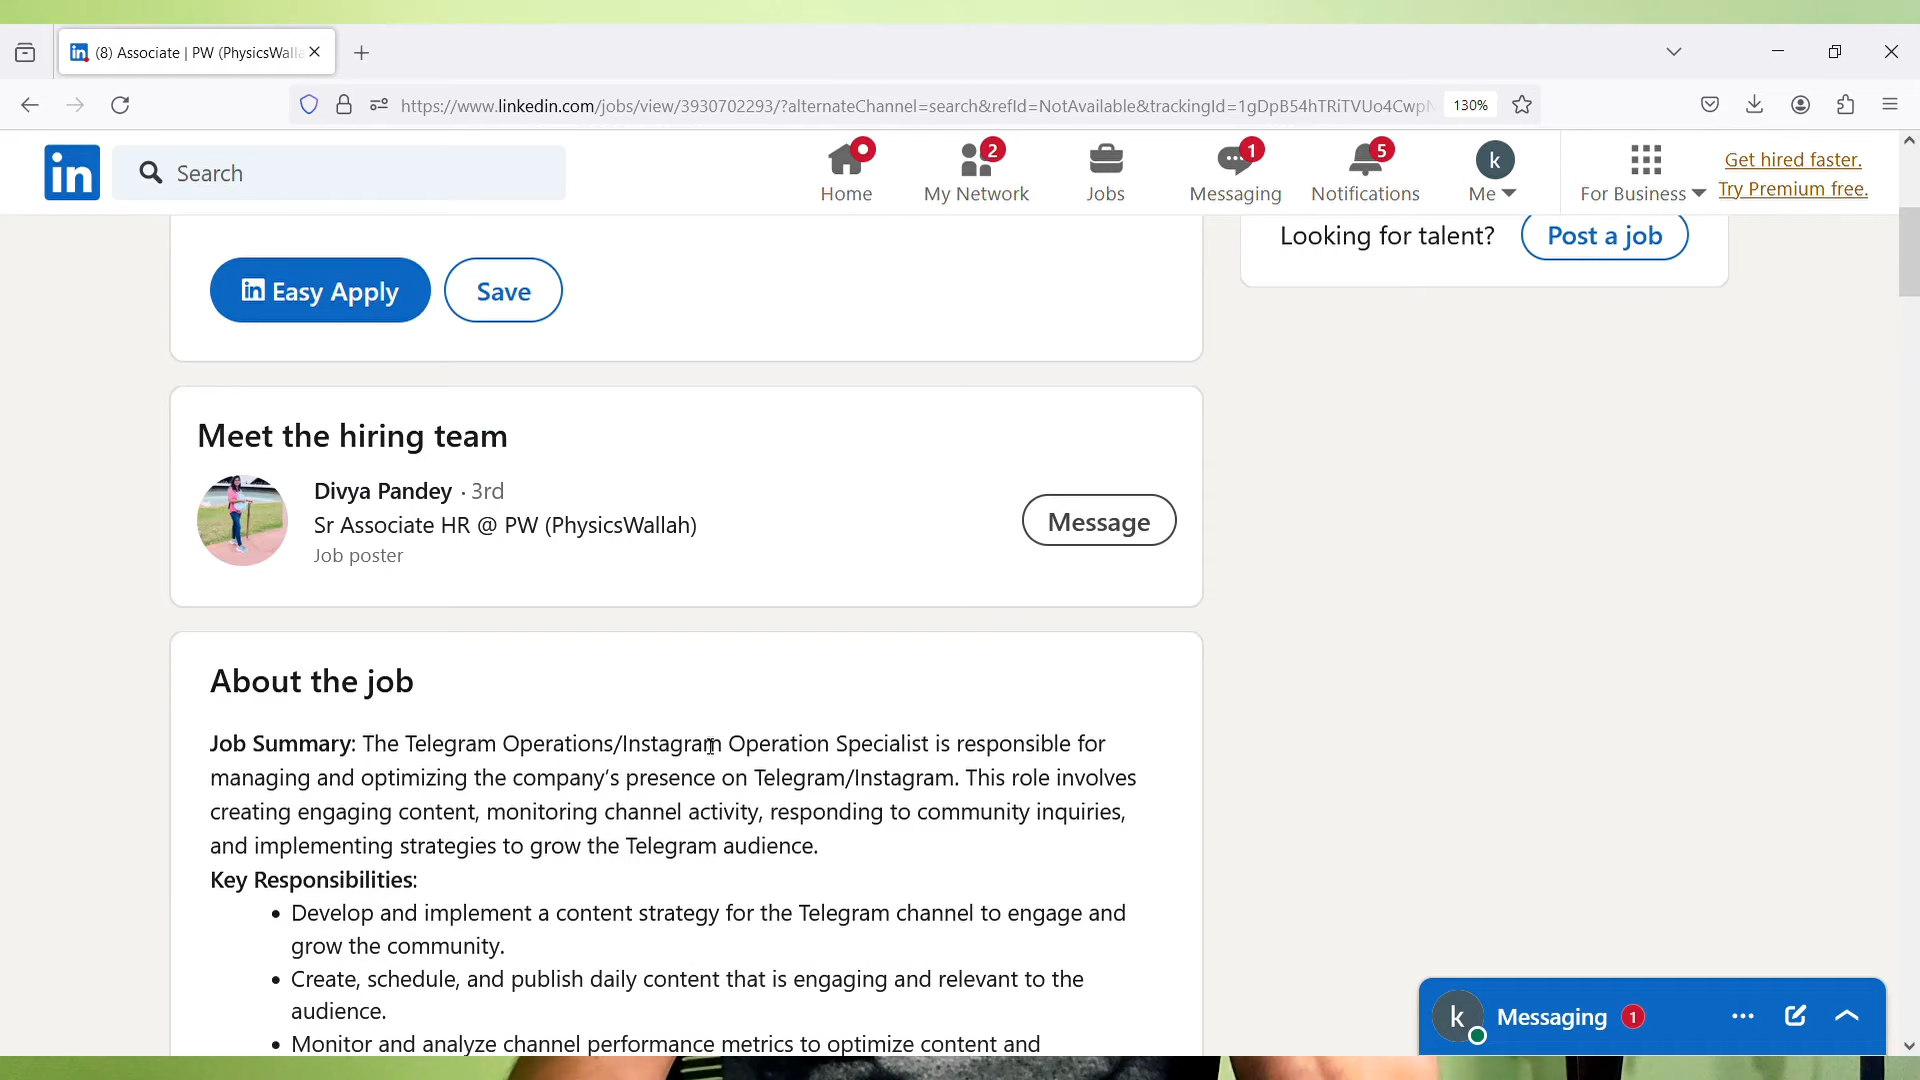 (8) Associate | PW (PhysicsWalla
https://www.linkedin.com/jobs/view/3930702293/?alternateChannel=search&refId=NotAvailable&trackingId=1gDpB54hTRiTVUo4Cwp
130%
in
Search
Home
2
My Network
Jobs
1
Messaging
5
Notifications
k
Me
For Business
Get hired faster.
Try Premium free.
in Easy Apply
Save
Looking for talent?
Post a job
Meet the hiring team
Divya Pandey · 3rd
Sr Associate HR @ PW (PhysicsWallah)
Job poster
Message
About the job
Job Summary: The Telegram Operations/Instagram Operation Specialist is responsible for
managing and optimizing the company's presence on Telegram/Instagram. This role involves
creating engaging content, monitoring channel activity, responding to community inquiries,
and implementing strategies to grow the Telegram audience.
Key Responsibilities:
• Develop and implement a content strategy for the Telegram channel to engage and
grow the community.
• Create, schedule, and publish daily content that is engaging and relevant to the
audience.
• Monitor and analyze channel performance metrics to optimize content and
k
Messaging
1